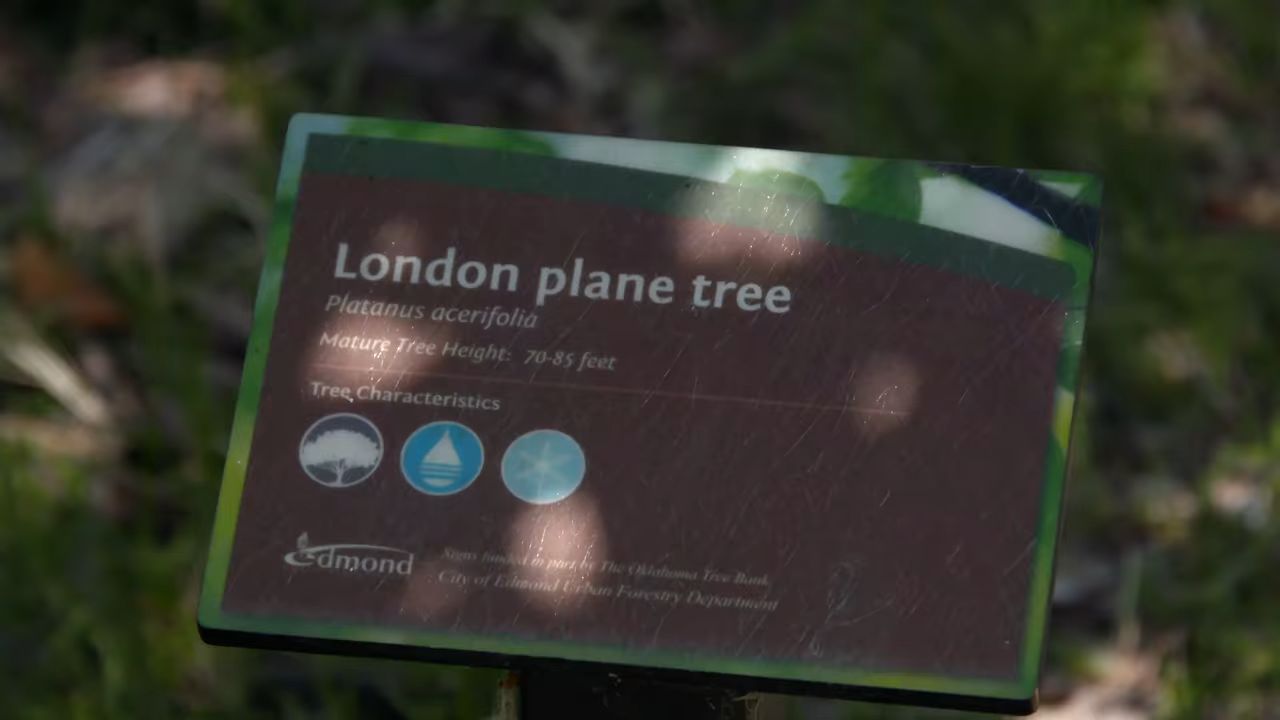 London plane tree
Platanus acerifolia
Mature Tree Height: 70-85 feet
Tree Characteristics
Edmond
Signs funded in part by The Oklahoma Tree Bank
City of Edmond Urban Forestry Department